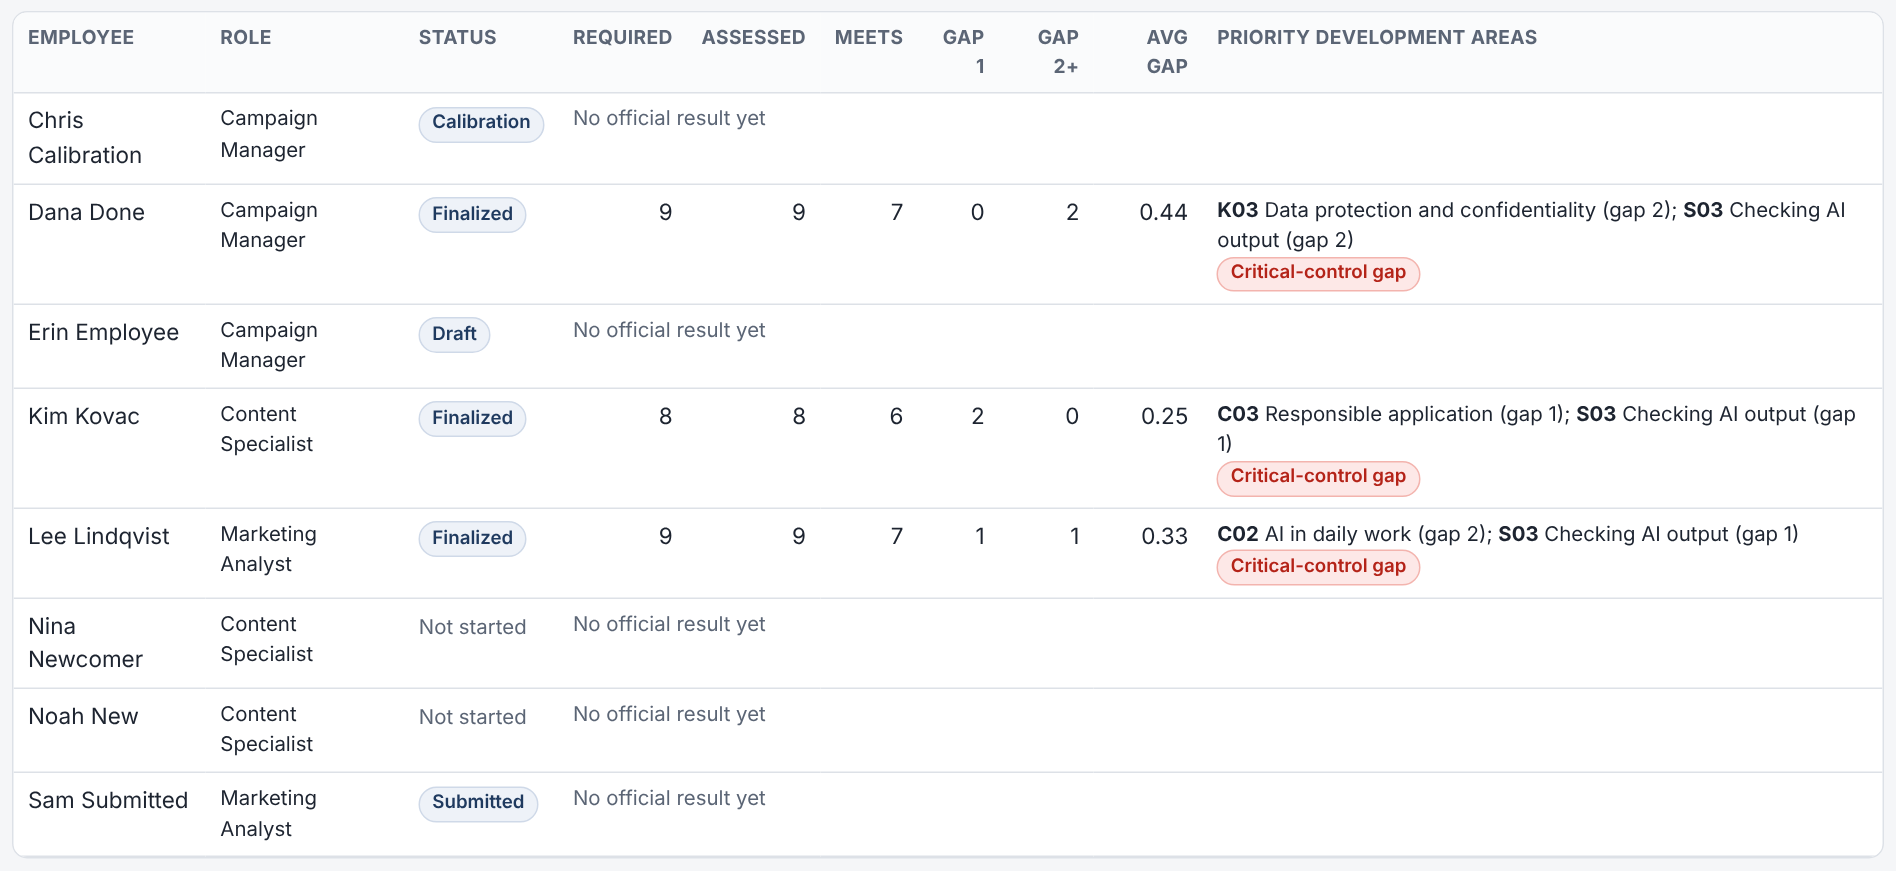 EMPLOYEE ROLE STATUS REQUIRED ASSESSED MEETS GAP 1 GAP 2+ AVG GAP PRIORITY DEVELOPMENT AREAS
Chris Calibration Campaign Manager Calibration No official result yet
Dana Done Campaign Manager Finalized 9 9 7 0 2 0.44 K03 Data protection and confidentiality (gap 2); S03 Checking AI
output (gap 2)
Critical-control gap
Erin Employee Campaign Manager Draft No official result yet
Kim Kovac Content Specialist Finalized 8 8 6 2 0 0.25 C03 Responsible application (gap 1); S03 Checking AI output (gap
1)
Critical-control gap
Lee Lindqvist Marketing Analyst Finalized 9 9 7 1 1 0.33 C02 AI in daily work (gap 2); S03 Checking AI output (gap 1)
Critical-control gap
Nina Newcomer Content Specialist Not started No official result yet
Noah New Content Specialist Not started No official result yet
Sam Submitted Marketing Analyst Submitted No official result yet